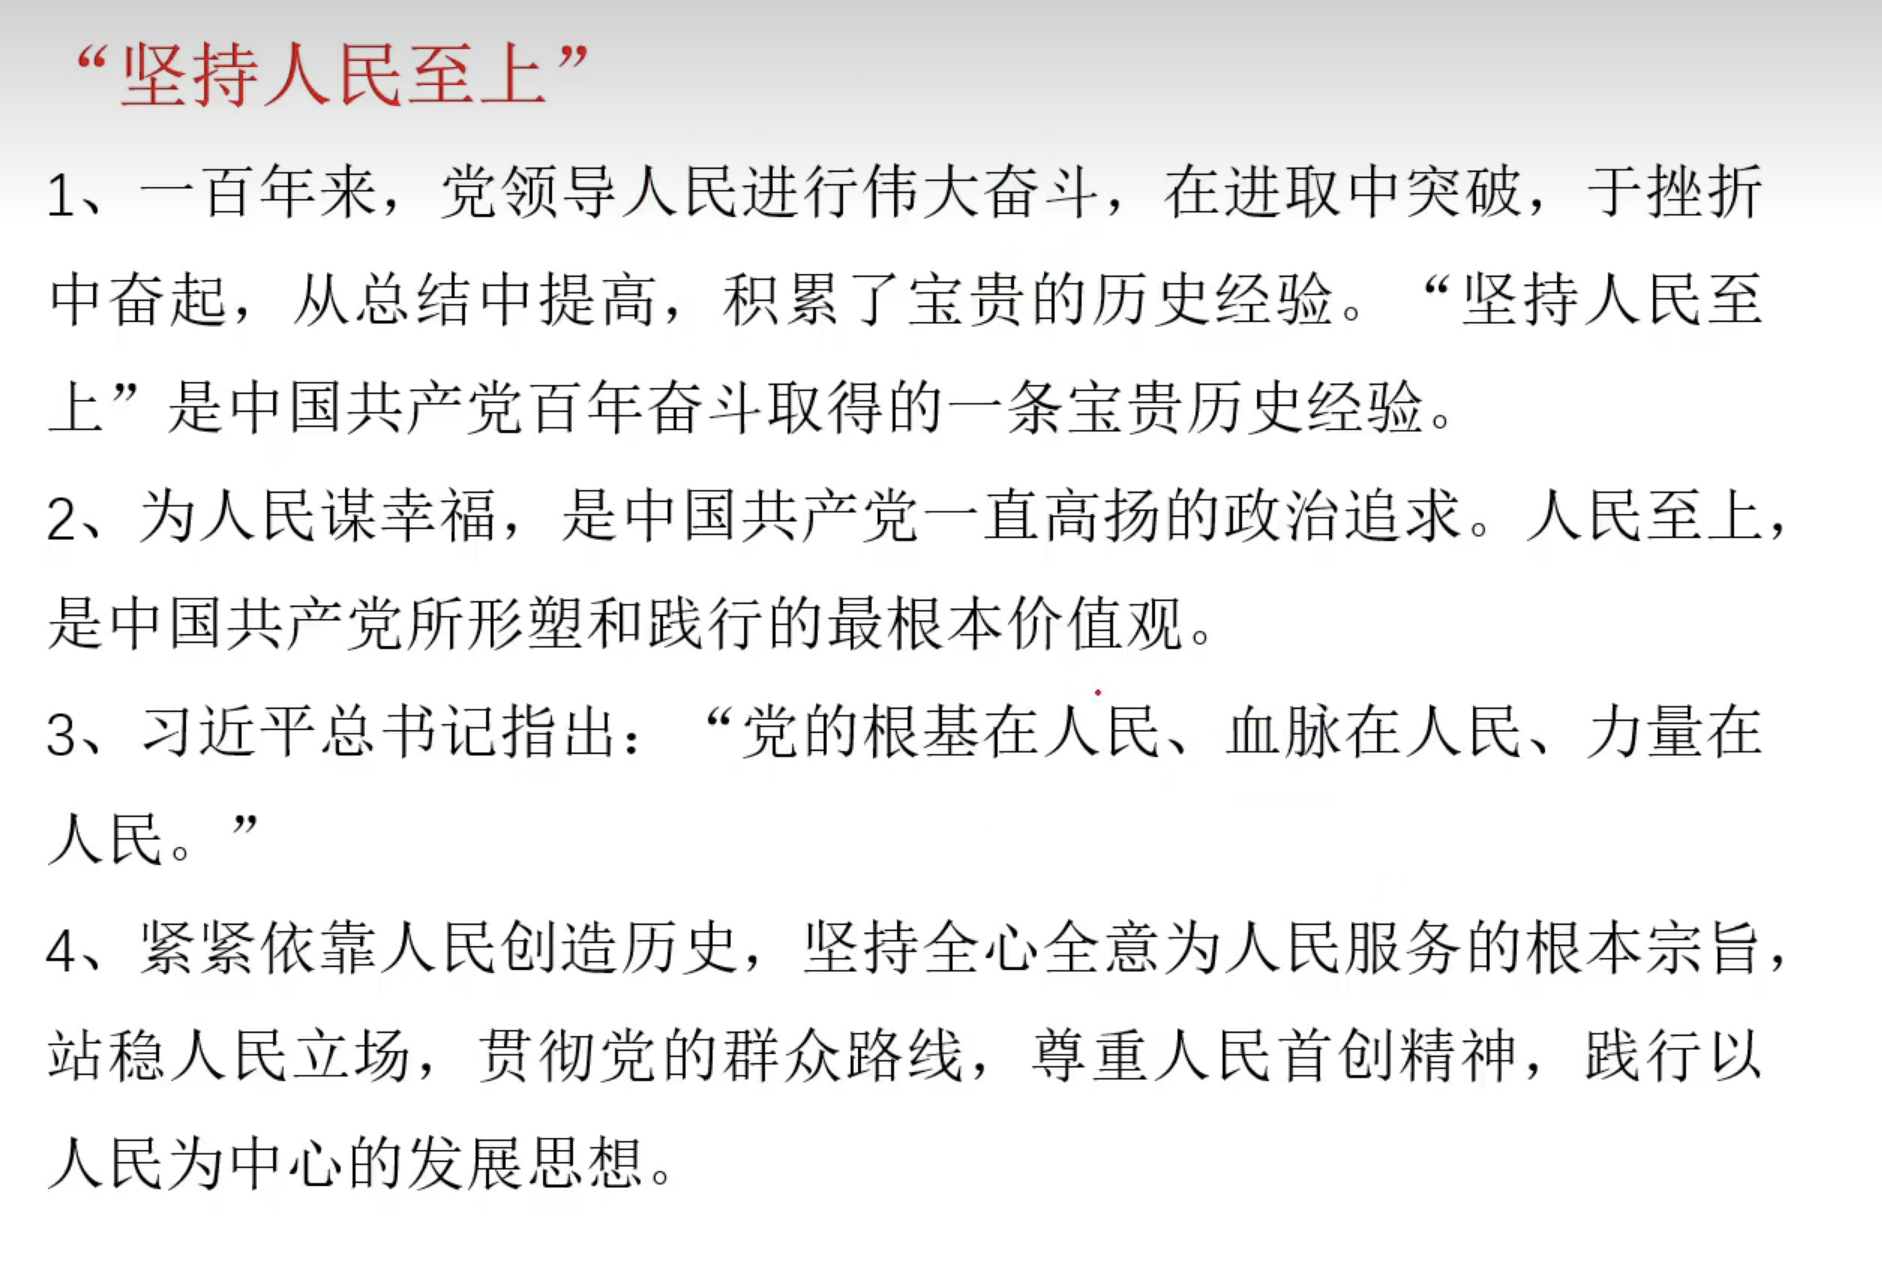 “坚持人民至上”
1、一百年来，党领导人民进行伟大奋斗，在进取中突破，于挫折
中奋起，从总结中提高，积累了宝贵的历史经验。“坚持人民至
上”是中国共产党百年奋斗取得的一条宝贵历史经验。
2、为人民谋幸福，是中国共产党一直高扬的政治追求。人民至上，
是中国共产党所形塑和践行的最根本价值观。
3、习近平总书记指出：“党的根基在人民、血脉在人民、力量在
人民。”
4、紧紧依靠人民创造历史，坚持全心全意为人民服务的根本宗旨，
站稳人民立场，贯彻党的群众路线，尊重人民首创精神，践行以
人民为中心的发展思想。